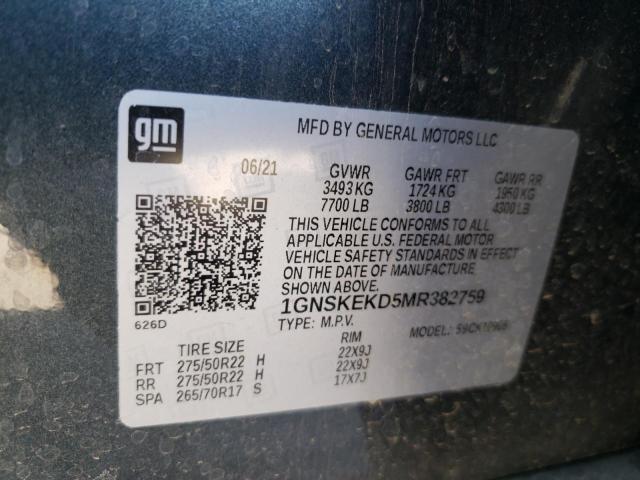 gm
MFD BY GENERAL MOTORS LLC
06/21 GVWR GAWR FRT GAWR RR
3493 KG 1724 KG 1950 KG
7700 LB 3800 LB 4300 LB
THIS VEHICLE CONFORMS TO ALL
APPLICABLE U.S. FEDERAL MOTOR
VEHICLE SAFETY STANDARDS IN EFFECT
ON THE DATE OF MANUFACTURE
SHOWN ABOVE.
1GNSKEKD5MR382759
626D TYPE: M.P.V. MODEL:
TIRE SIZE RIM
FRT 275/50R22 H 22X9J
RR 275/50R22 H 22X9J
SPA 265/70R17 S 17X7J